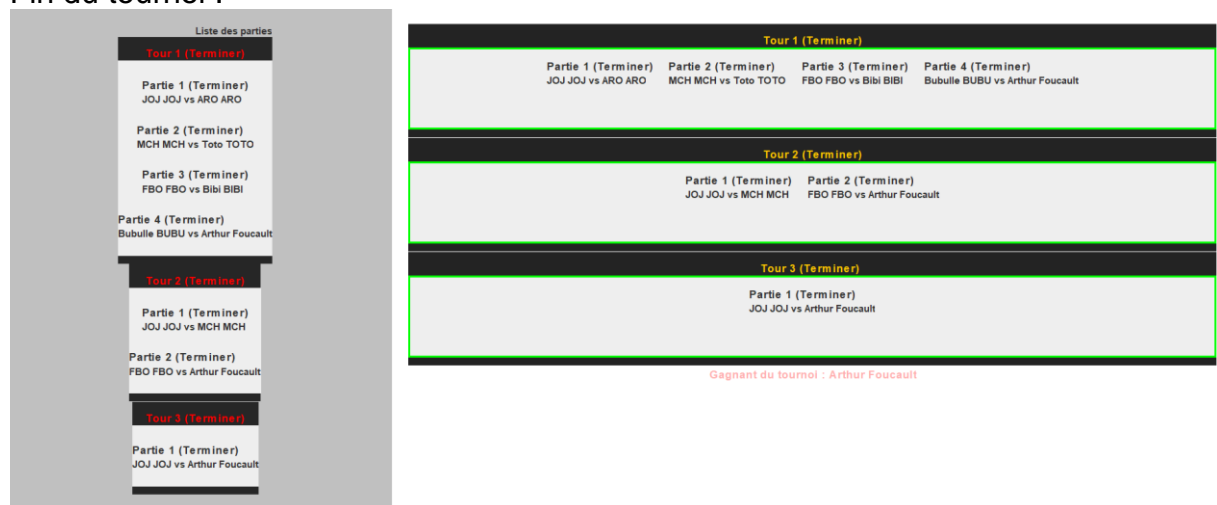 Fin du tournoi :
Liste des parties
Tour 1 (Terminer)
Partie 1 (Terminer)
JOJ JOJ vs ARO ARO
Partie 2 (Terminer)
MCH MCH vs Toto TOTO
Partie 3 (Terminer)
FBO FBO vs Bibi BIBI
Partie 4 (Terminer)
Bubulle BUBU vs Arthur Foucault
Tour 2 (Terminer)
Partie 1 (Terminer)
JOJ JOJ vs MCH MCH
Partie 2 (Terminer)
FBO FBO vs Arthur Foucault
Tour 3 (Terminer)
Partie 1 (Terminer)
JOJ JOJ vs Arthur Foucault
Tour 1 (Terminer)
Partie 1 (Terminer) Partie 2 (Terminer) Partie 3 (Terminer) Partie 4 (Terminer)
JOJ JOJ vs ARO ARO MCH MCH vs Toto TOTO FBO FBO vs Bibi BIBI Bubulle BUBU vs Arthur Foucault
Tour 2 (Terminer)
Partie 1 (Terminer) Partie 2 (Terminer)
JOJ JOJ vs MCH MCH FBO FBO vs Arthur Foucault
Tour 3 (Terminer)
Partie 1 (Terminer)
JOJ JOJ vs Arthur Foucault
Gagnant du tournoi : Arthur Foucault